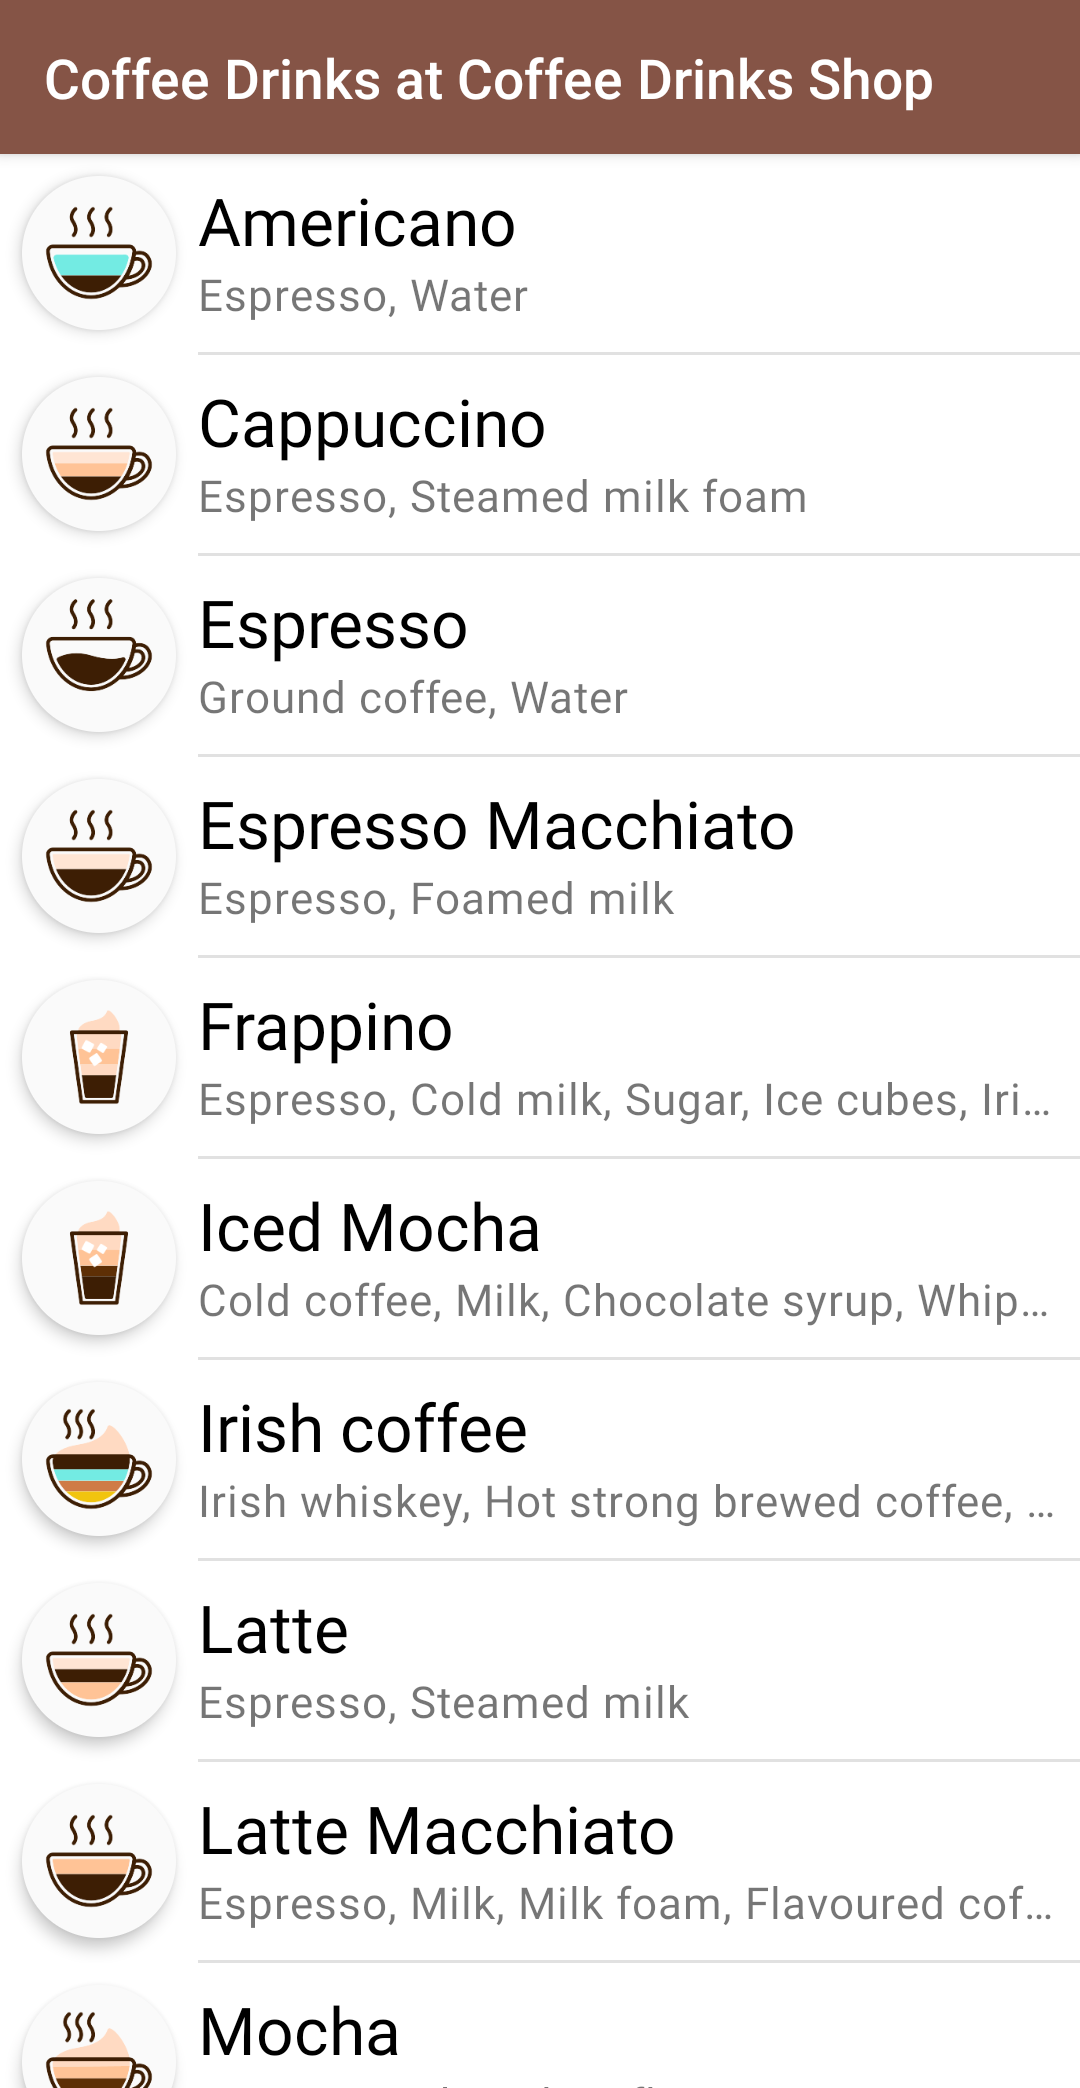 Coffee Drinks at Coffee Drinks Shop
Americano
Espresso, Water
Cappuccino
Espresso, Steamed milk foam
Espresso
Ground coffee, Water
Espresso Macchiato
Espresso, Foamed milk
Frappino
Espresso, Cold milk, Sugar, Ice cubes, Iri...
Iced Mocha
Cold coffee, Milk, Chocolate syrup, Whip...
Irish coffee
Irish whiskey, Hot strong brewed coffee, ...
Latte
Espresso, Steamed milk
Latte Macchiato
Espresso, Milk, Milk foam, Flavoured cof...
Mocha